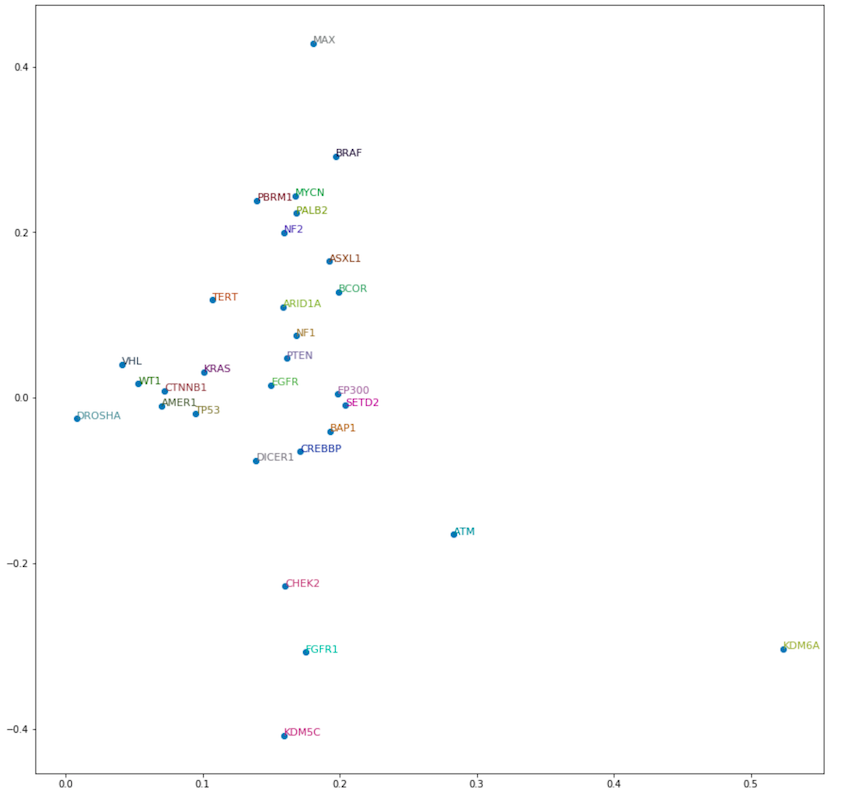 MAX
0.4
BRAF
MYCN
PBRM1
PALB2
0.2
NF2
ASXL1
BCOR
TERT
ARID1A
NF1
PTEN
VHL
KRAS
WT1
EGFR
CTNNB1
EP300
0.0
AMER1
SETD2
TP53
DROSHA
BAP1
CREBBP
DICER1
ATM
−0.2
CHEK2
KDM6A
FGFR1
KDM5C
−0.4
0.0 0.1 0.2 0.3 0.4 0.5